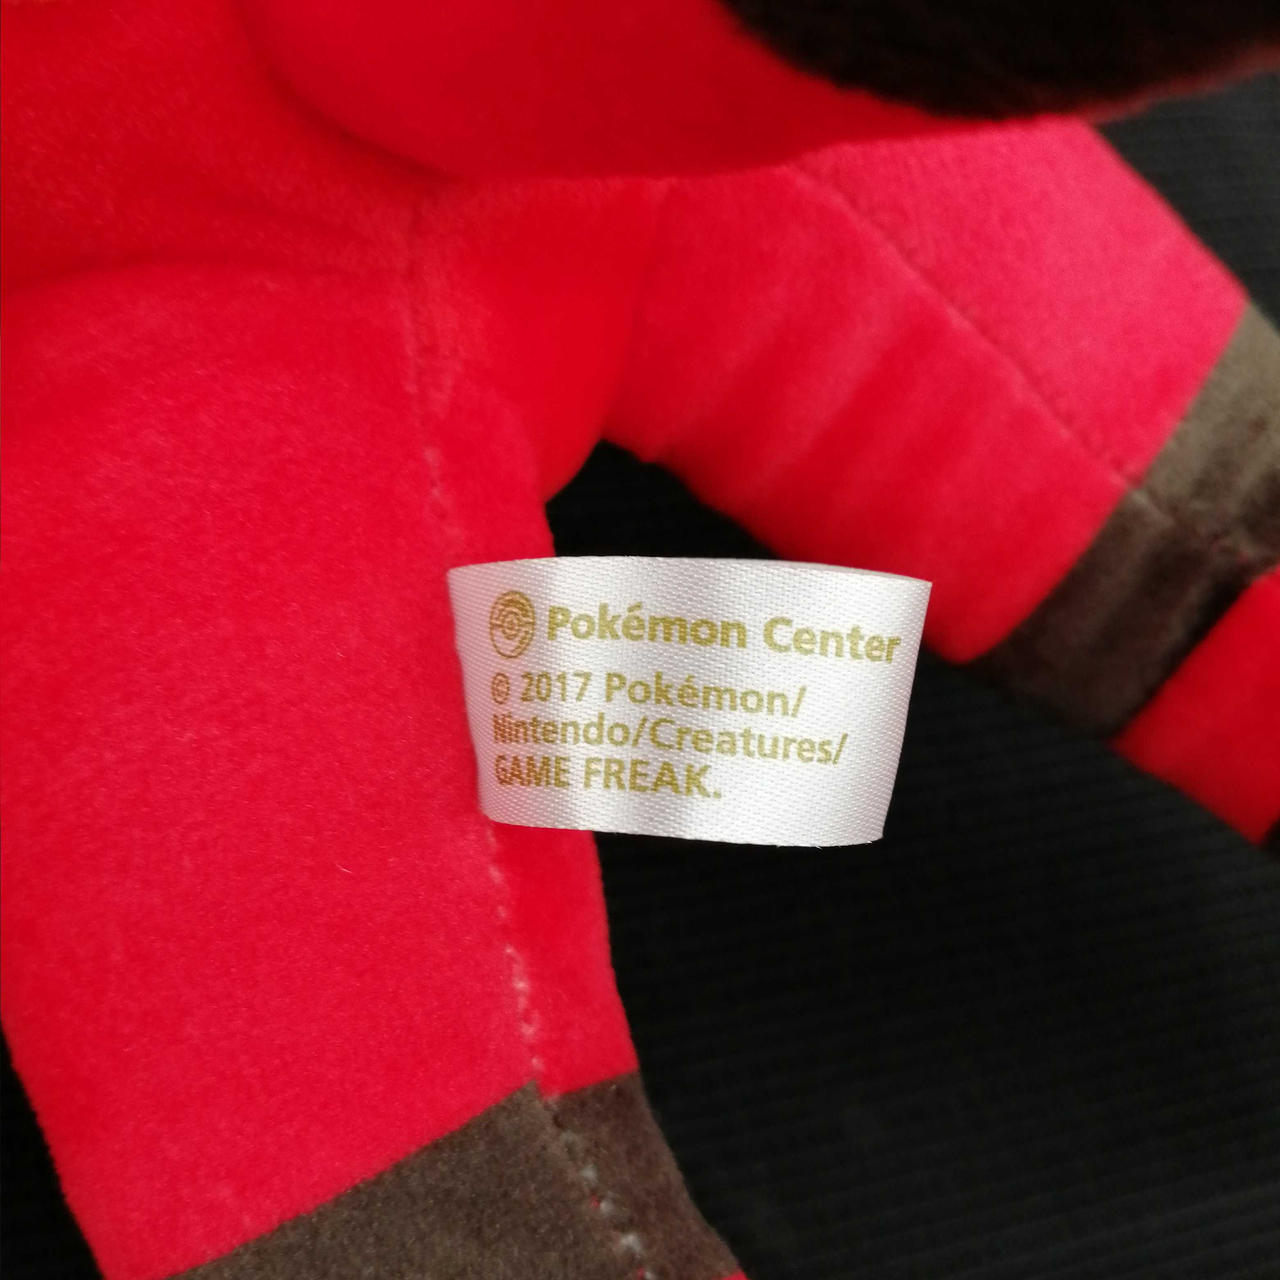 Pokémon Center
© 2017 Pokémon/
Nintendo/Creatures/
GAME FREAK.